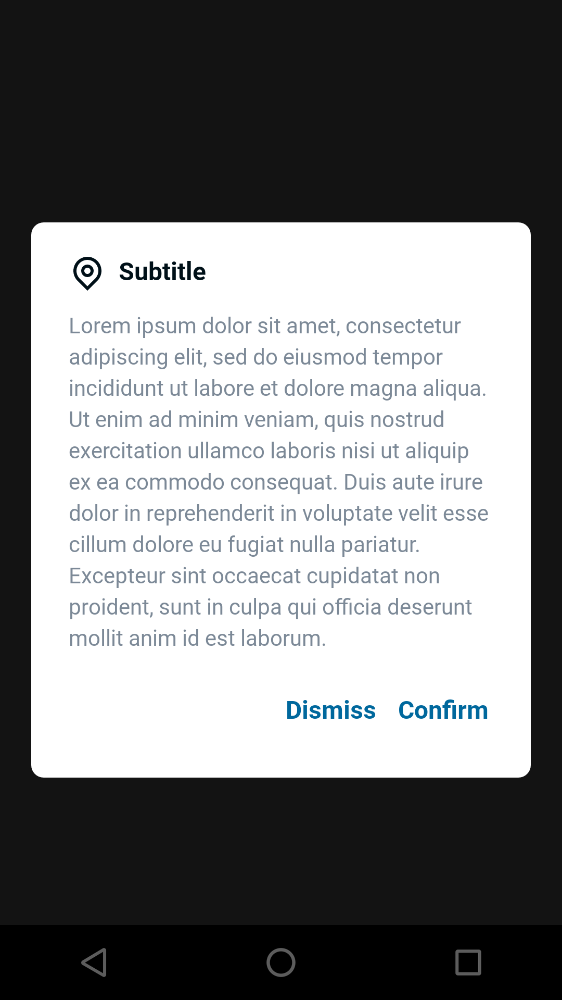 Subtitle
Lorem ipsum dolor sit amet, consectetur
adipiscing elit, sed do eiusmod tempor
incididunt ut labore et dolore magna aliqua.
Ut enim ad minim veniam, quis nostrud
exercitation ullamco laboris nisi ut aliquip
ex ea commodo consequat. Duis aute irure
dolor in reprehenderit in voluptate velit esse
cillum dolore eu fugiat nulla pariatur.
Excepteur sint occaecat cupidatat non
proident, sunt in culpa qui officia deserunt
mollit anim id est laborum.
Dismiss Confirm